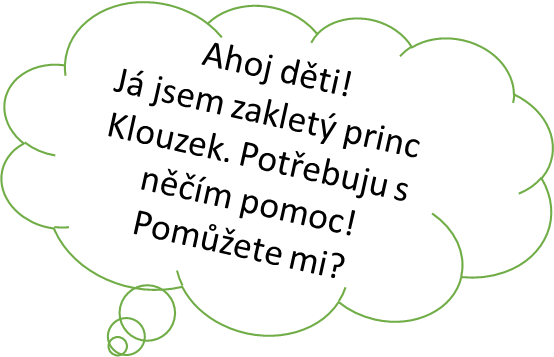 Ahoj děti!
Já jsem zakletý princ
Klouzek. Potřebuju s
něčím pomoc!
Pomůžete mi?